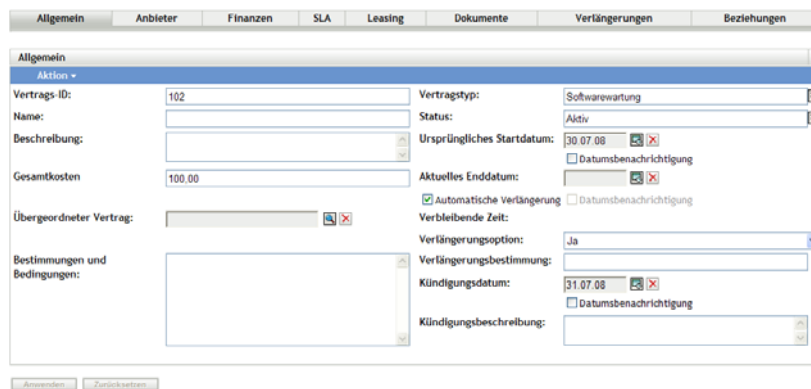 Allgemein Anbieter Finanzen SLA Leasing Dokumente Verlängerungen Beziehungen
Allgemein
Aktion
Vertrags-ID: 102 Vertragstyp: Softwarewartung
Name: Status: Aktiv
Beschreibung: Ursprüngliches Startdatum: 30.07.08
Datumsbenachrichtigung
Gesamtkosten 100,00 Aktuelles Enddatum:
Automatische Verlängerung Datumsbenachrichtigung
Übergeordneter Vertrag: Verbleibende Zeit:
Verlängerungsoption: Ja
Bestimmungen und Verlängerungsbestimmung:
Bedingungen:
Kündigungsdatum: 31.07.08
Datumsbenachrichtigung
Kündigungsbeschreibung:
Anwenden Zurücksetzen